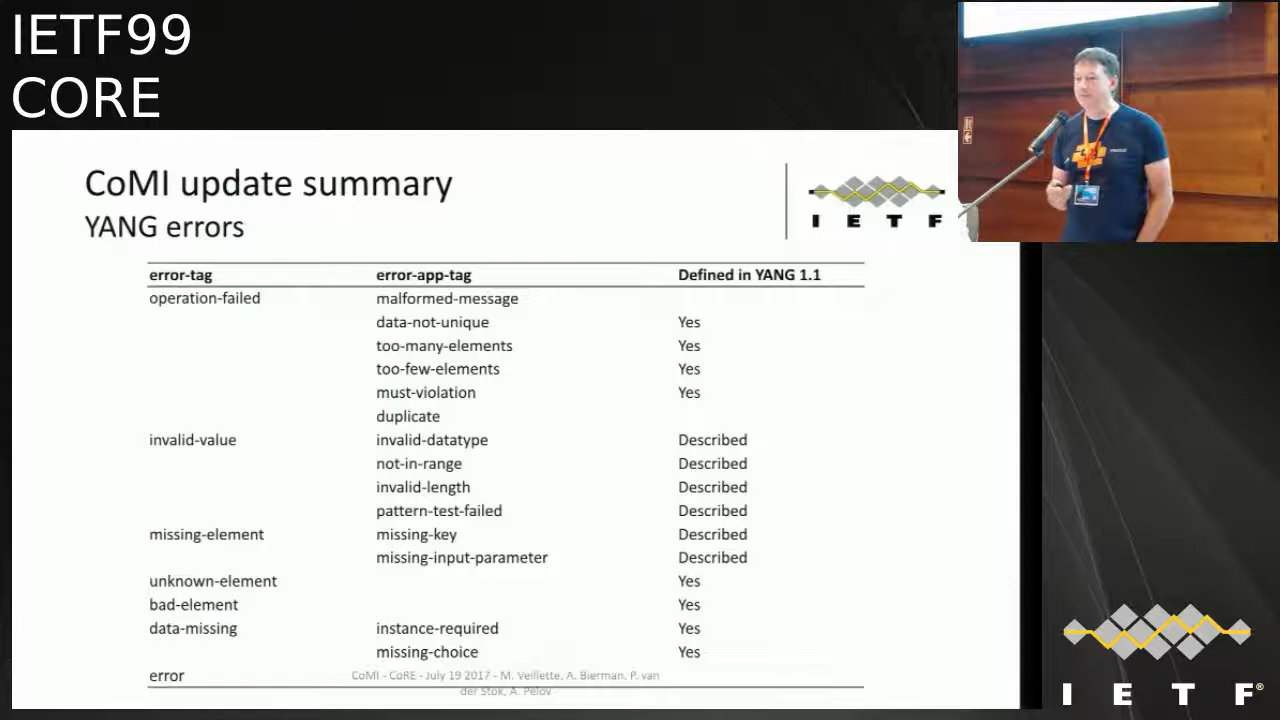 IETF99
CORE
CoMI update summary
YANG errors
I E T F
error-tag error-app-tag Defined in YANG 1.1
operation-failed malformed-message
data-not-unique Yes
too-many-elements Yes
too-few-elements Yes
must-violation Yes
duplicate
invalid-value invalid-datatype Described
not-in-range Described
invalid-length Described
pattern-test-failed Described
missing-element missing-key Described
missing-input-parameter Described
unknown-element Yes
bad-element Yes
data-missing instance-required Yes
missing-choice Yes
error
CoMI - CoRE - July 19 2017 - M. Veillette, A. Bierman, P. van
der Stok, A. Pelov
I E T F®